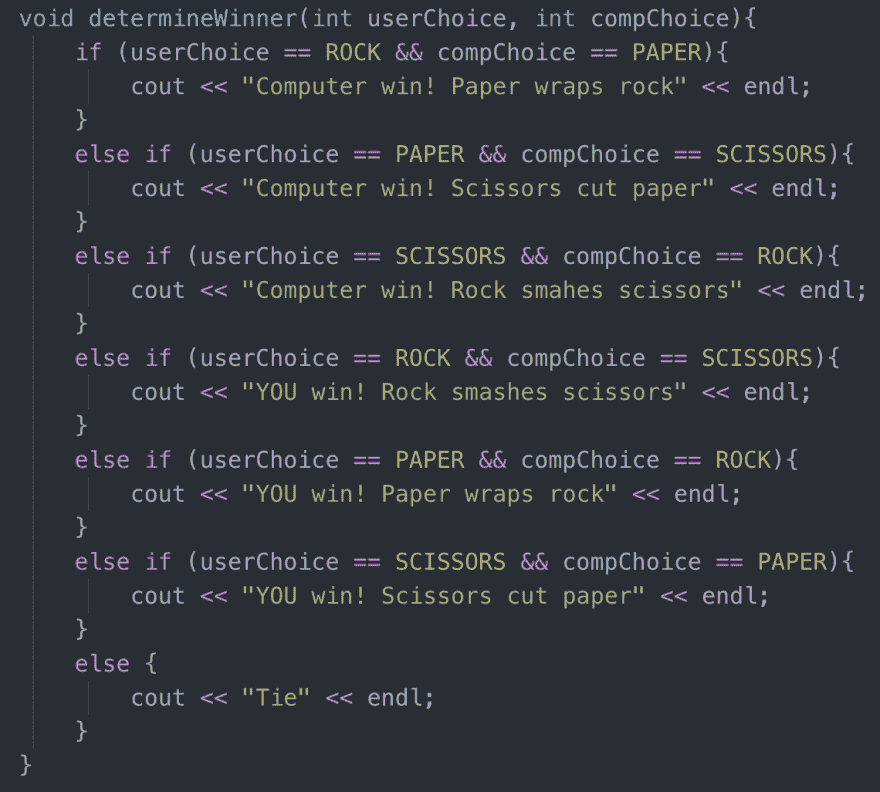 void determineWinner(int userChoice, int compChoice){
    if (userChoice == ROCK && compChoice == PAPER){
        cout << "Computer win! Paper wraps rock" << endl;
    }
    else if (userChoice == PAPER && compChoice == SCISSORS){
        cout << "Computer win! Scissors cut paper" << endl;
    }
    else if (userChoice == SCISSORS && compChoice == ROCK){
        cout << "Computer win! Rock smahes scissors" << endl;
    }
    else if (userChoice == ROCK && compChoice == SCISSORS){
        cout << "YOU win! Rock smashes scissors" << endl;
    }
    else if (userChoice == PAPER && compChoice == ROCK){
        cout << "YOU win! Paper wraps rock" << endl;
    }
    else if (userChoice == SCISSORS && compChoice == PAPER){
        cout << "YOU win! Scissors cut paper" << endl;
    }
    else {
        cout << "Tie" << endl;
    }
}